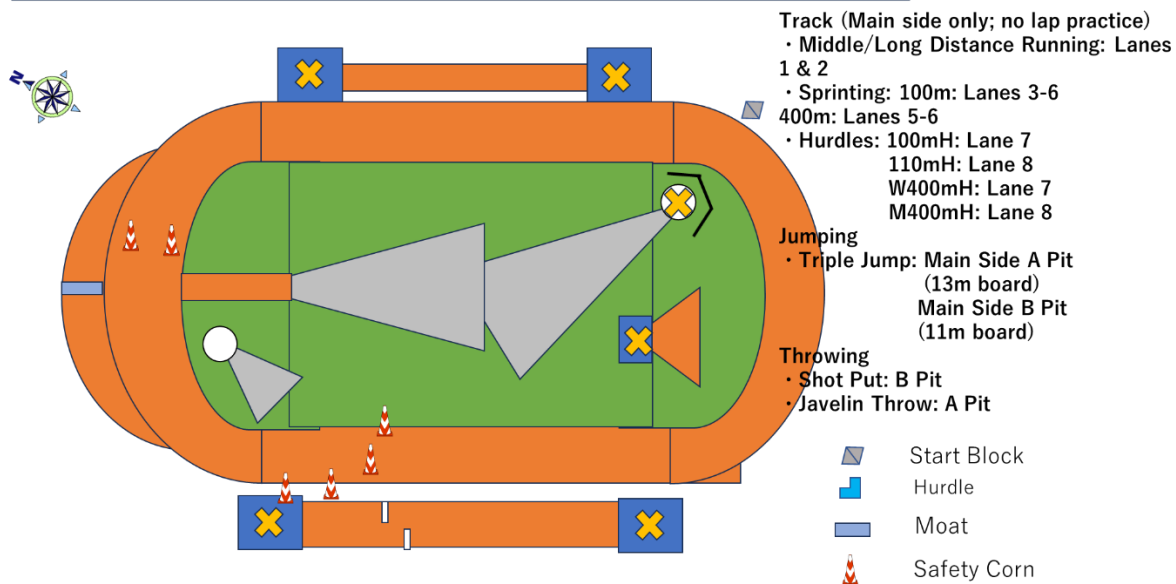 Track (Main side only; no lap practice)
・Middle/Long Distance Running: Lanes
1 & 2
・Sprinting: 100m: Lanes 3-6
400m: Lanes 5-6
・Hurdles: 100mH: Lane 7
110mH: Lane 8
W400mH: Lane 7
M400mH: Lane 8
Jumping
・Triple Jump: Main Side A Pit
(13m board)
Main Side B Pit
(11m board)
Throwing
・Shot Put: B Pit
・Javelin Throw: A Pit
N
Start Block
Hurdle
Moat
Safety Corn